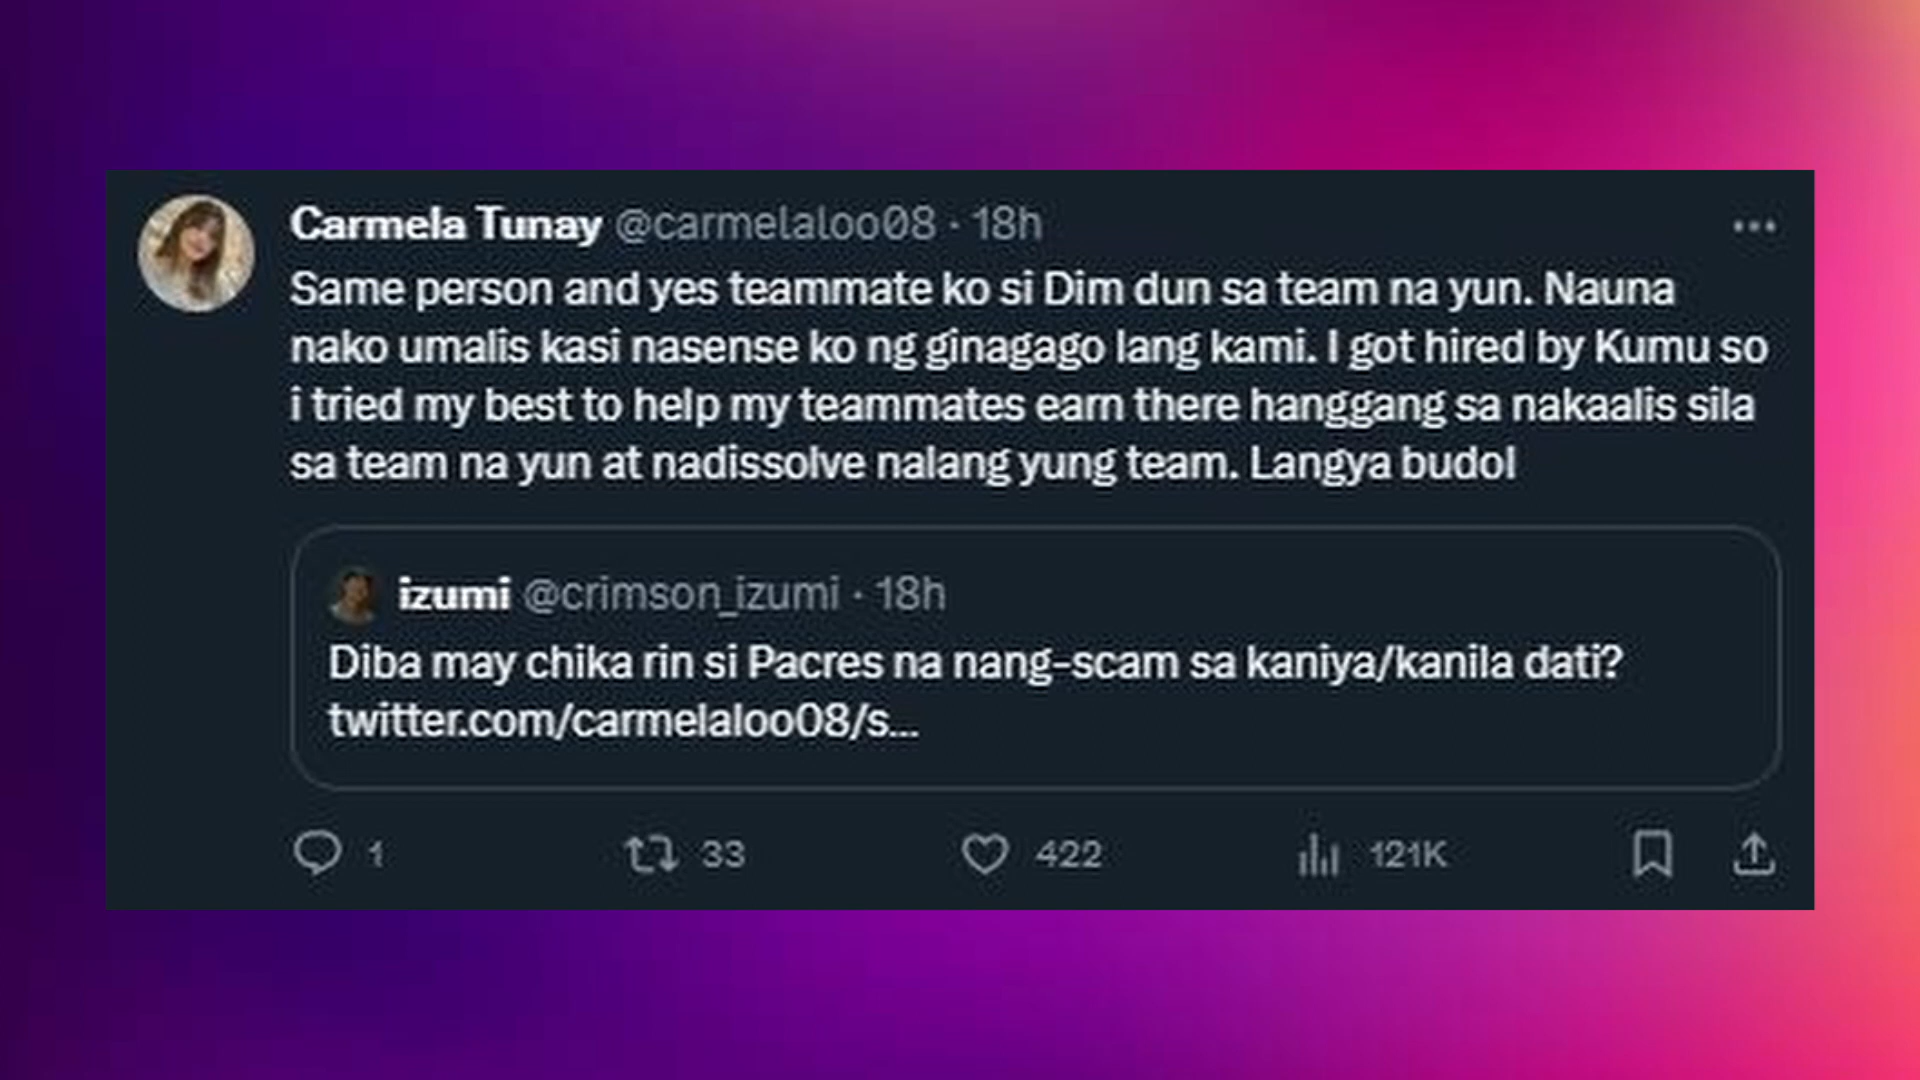 Carmela Tunay @carmelaloo08 · 18h
Same person and yes teammate ko si Dim dun sa team na yun. Nauna
nako umalis kasi nasense ko ng ginagago lang kami. I got hired by Kumu so
i tried my best to help my teammates earn there hanggang sa nakaalis sila
sa team na yun at nadissolve nalang yung team. Langya budol
izumi @crimson_izumi · 18h
Diba may chika rin si Pacres na nang-scam sa kaniya/kanila dati?
twitter.com/carmelaloo08/s...
1 33 422 121K